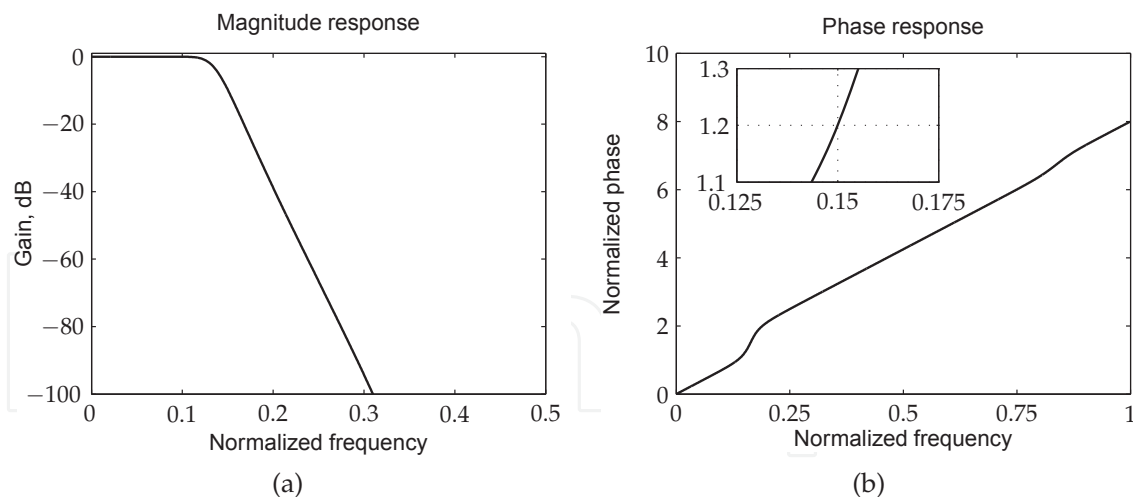 Magnitude response
0
−20
−40
−60
−80
−100
Gain, dB
0 0.1 0.2 0.3 0.4 0.5
Normalized frequency
(a)
Phase response
10
8
6
4
2
0
Normalized phase
1.3
1.2
1.1
0.125 0.15 0.175
0 0.25 0.5 0.75 1
Normalized frequency
(b)